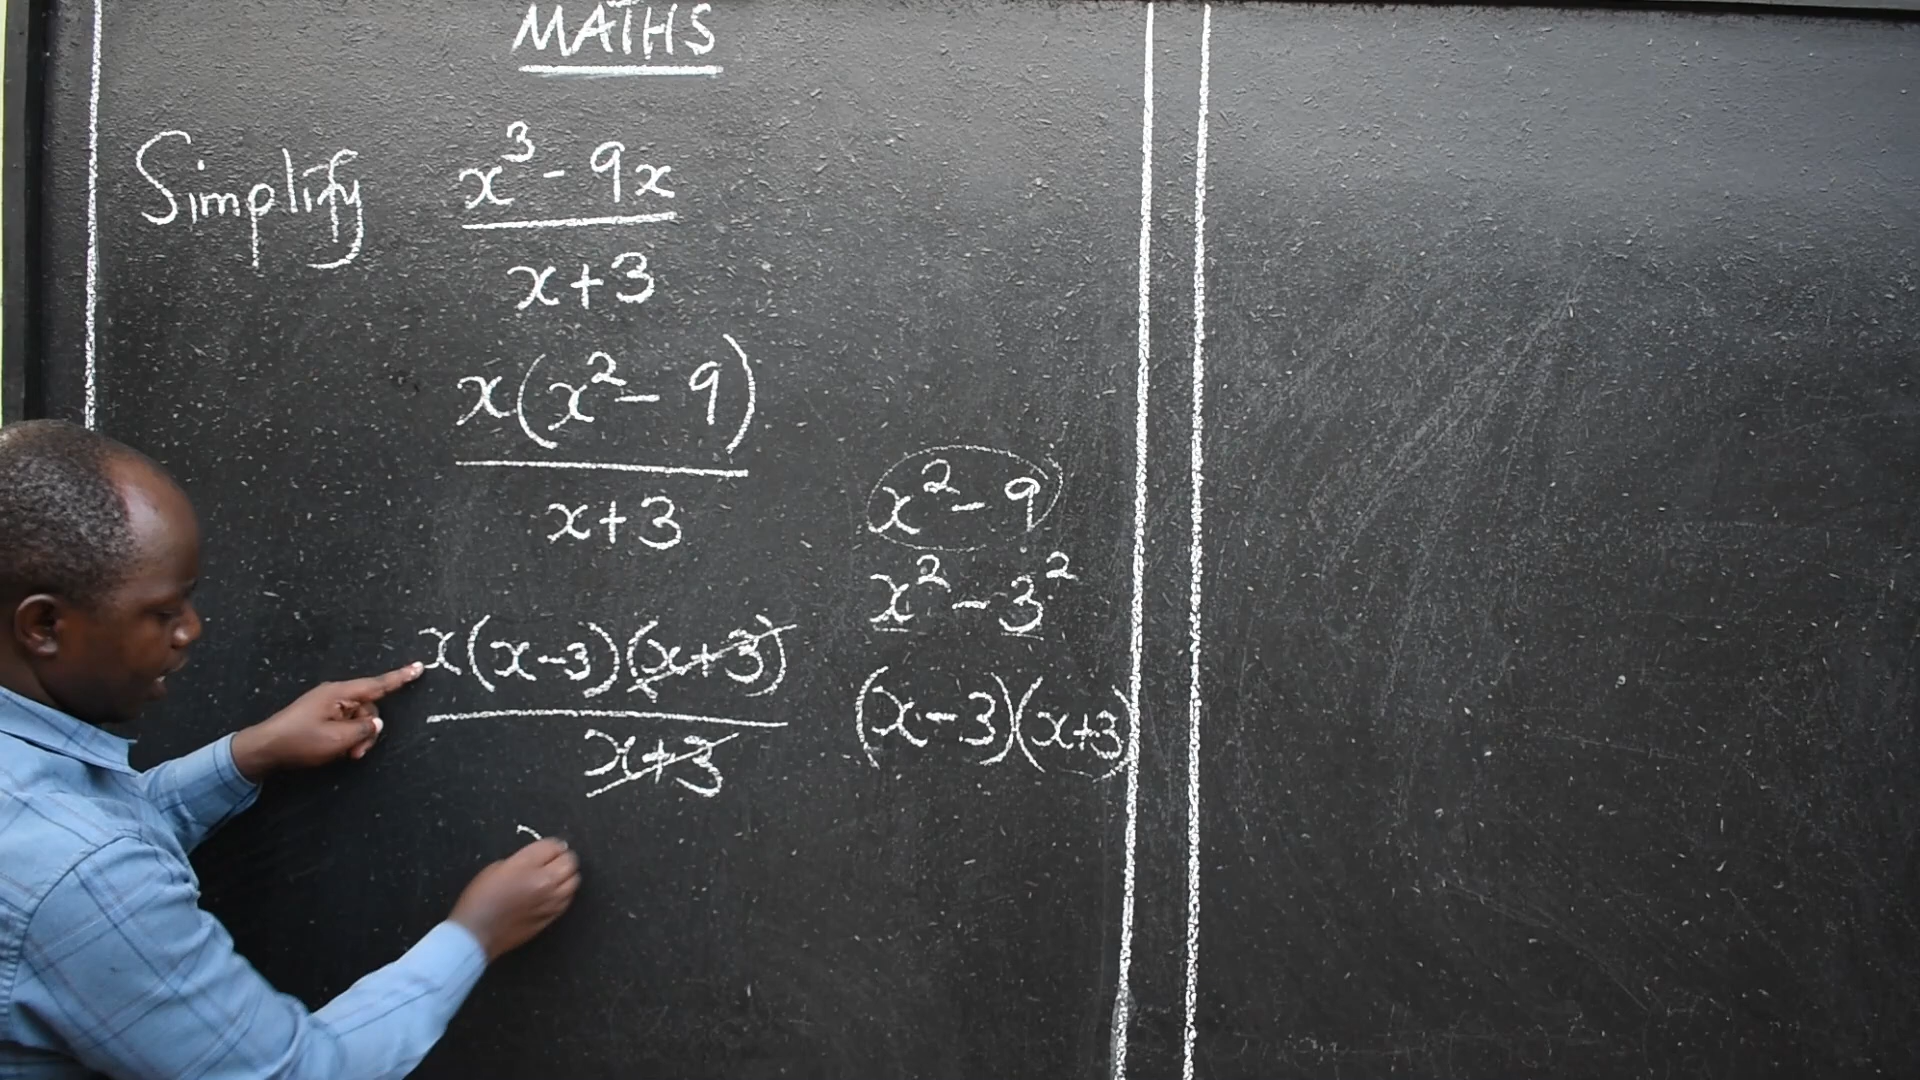 MATHS
Simplify x³ - 9x
x+3
x(x² - 9)
x+3
x² - 9
x² - 3²
x(x-3)(x+3)
x+3
(x-3)(x+3)